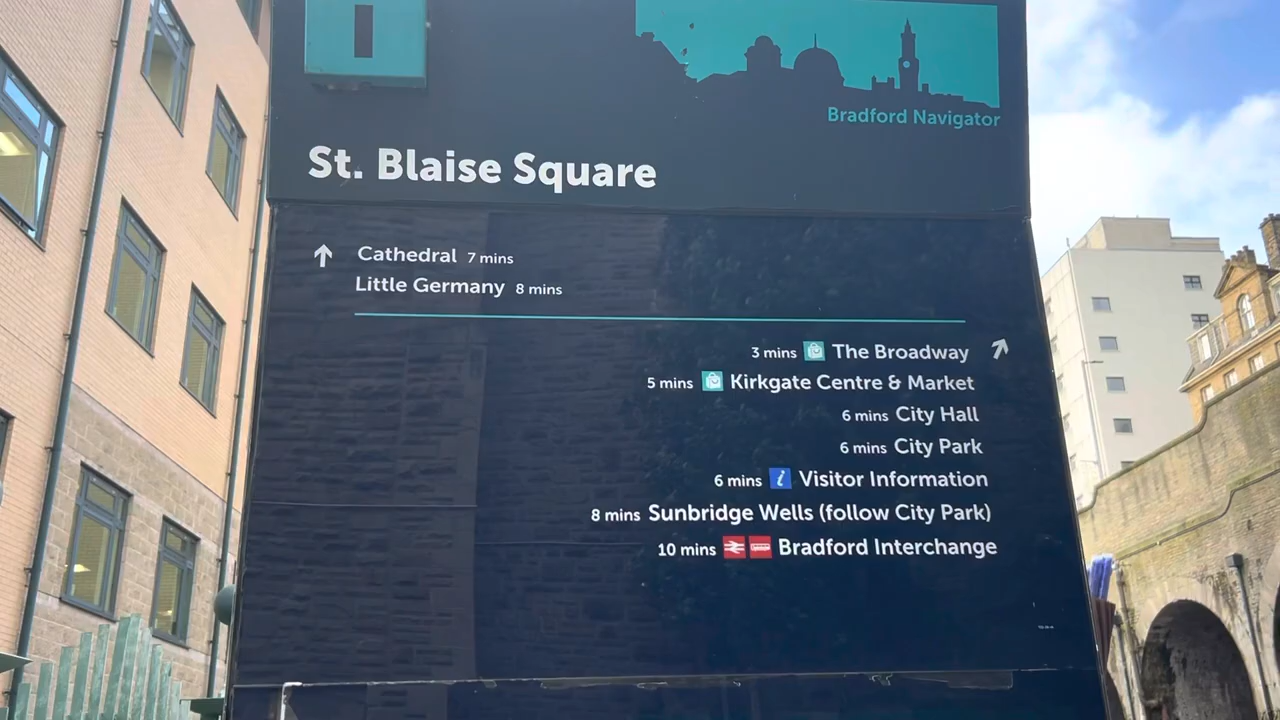 Bradford Navigator
St. Blaise Square
Cathedral 7 mins
Little Germany 8 mins
3 mins The Broadway
5 mins Kirkgate Centre & Market
6 mins City Hall
6 mins City Park
6 mins i Visitor Information
8 mins Sunbridge Wells (follow City Park)
10 mins Bradford Interchange